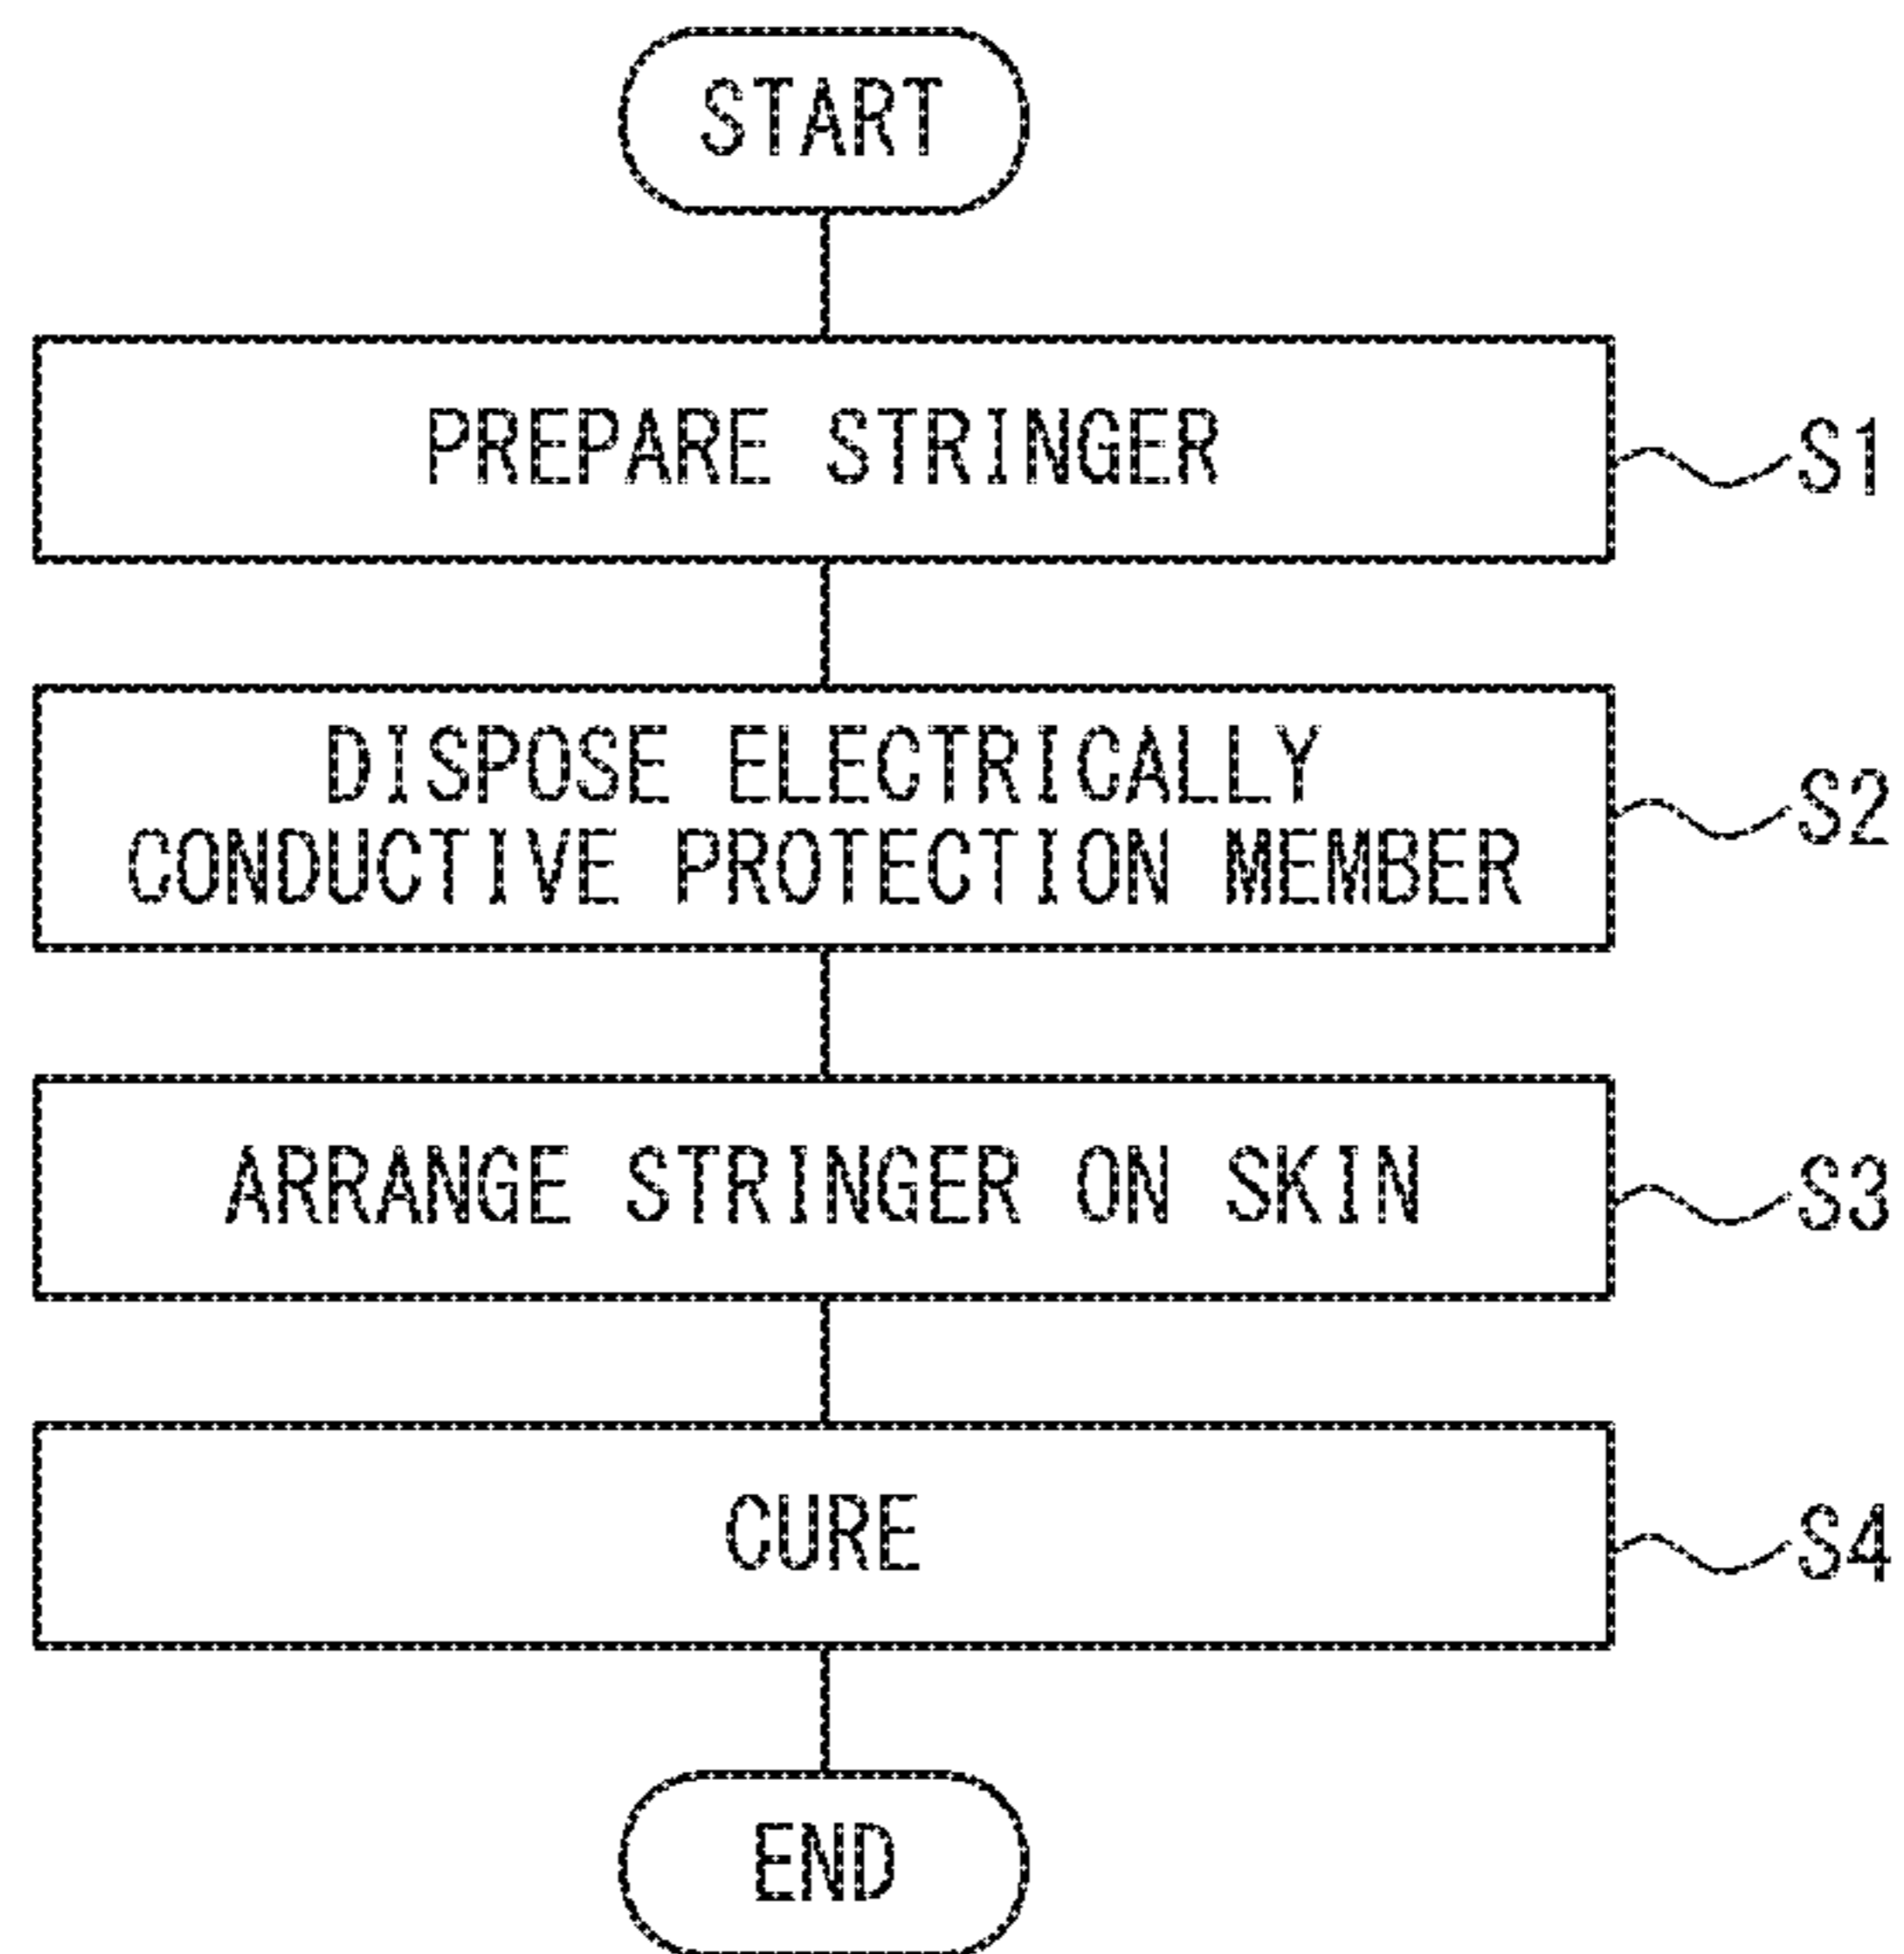 START
PREPARE STRINGER
S1
DISPOSE ELECTRICALLY
CONDUCTIVE PROTECTION MEMBER
S2
ARRANGE STRINGER ON SKIN
S3
CURE
S4
END